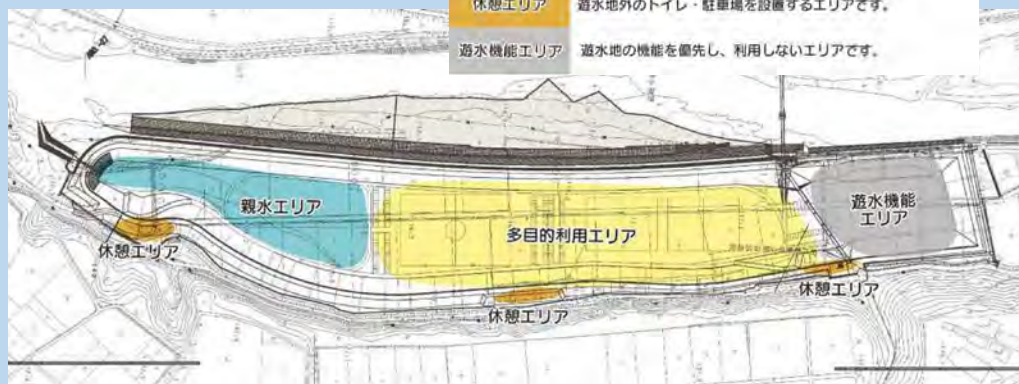 休憩エリア
遊水地外のトイレ・駐車場を設置するエリアです。
遊水機能エリア
遊水地の機能を優先し、利用しないエリアです。
親水エリア
多目的利用エリア
遊水機能
エリア
休憩エリア
休憩エリア
休憩エリア